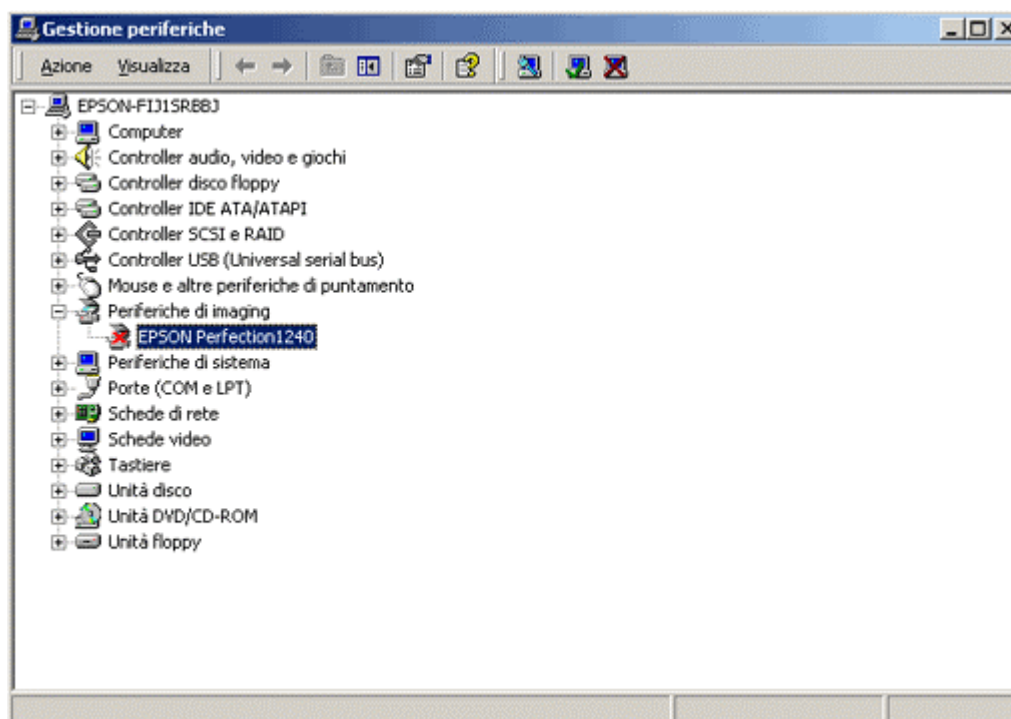 Gestione periferiche
Azione Visualizza
EPSON-FIJ1SRBBJ
Computer
Controller audio, video e giochi
Controller disco floppy
Controller IDE ATA/ATAPI
Controller SCSI e RAID
Controller USB (Universal serial bus)
Mouse e altre periferiche di puntamento
Periferiche di imaging
EPSON Perfection1240
Periferiche di sistema
Porte (COM e LPT)
Schede di rete
Schede video
Tastiere
Unità disco
Unità DVD/CD-ROM
Unità floppy